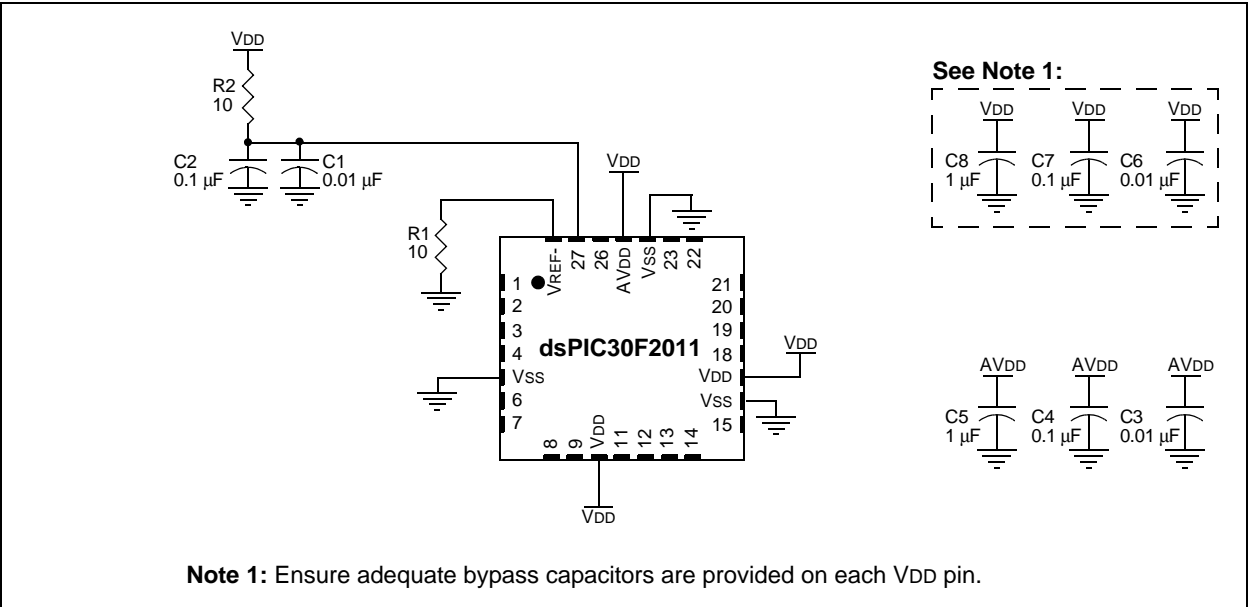 VDD
R2
10
C2
0.1 µF
C1
0.01 µF
R1
10
VDD
VREF-
27
26
AVDD
VSS
23
22
1
2
3
4
VSS
6
7
dsPIC30F2011
21
20
19
18
VDD
VSS
15
VDD
8
9
VDD
11
12
13
14
VDD
See Note 1:
VDD
VDD
VDD
C8
1 µF
C7
0.1 µF
C6
0.01 µF
AVDD
AVDD
AVDD
C5
1 µF
C4
0.1 µF
C3
0.01 µF
Note 1: Ensure adequate bypass capacitors are provided on each VDD pin.